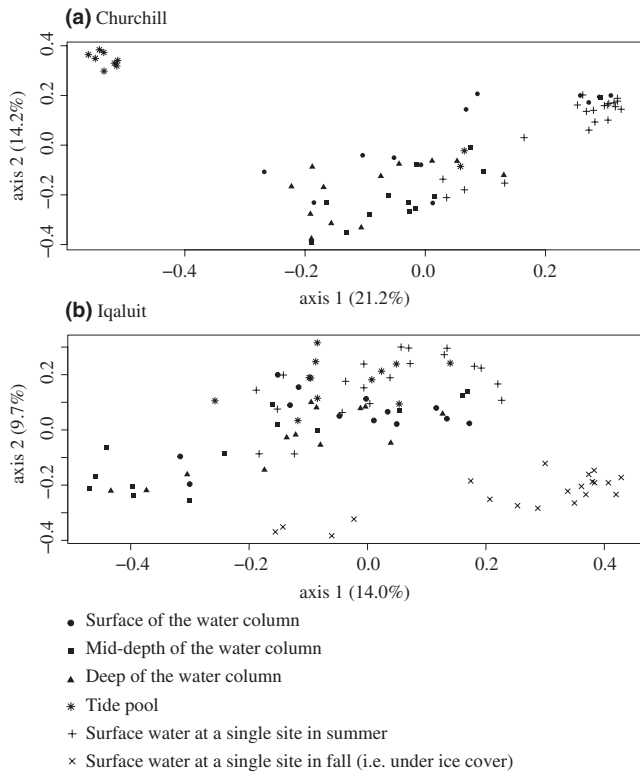 (a) Churchill
0.4
0.2
0.0
−0.2
−0.4
axis 2 (14.2%)
−0.4
−0.2
0.0
0.2
axis 1 (21.2%)
(b) Iqaluit
0.2
0.0
−0.2
−0.4
axis 2 (9.7%)
−0.4
−0.2
0.0
0.2
0.4
axis 1 (14.0%)
Surface of the water column
Mid-depth of the water column
Deep of the water column
Tide pool
Surface water at a single site in summer
Surface water at a single site in fall (i.e. under ice cover)